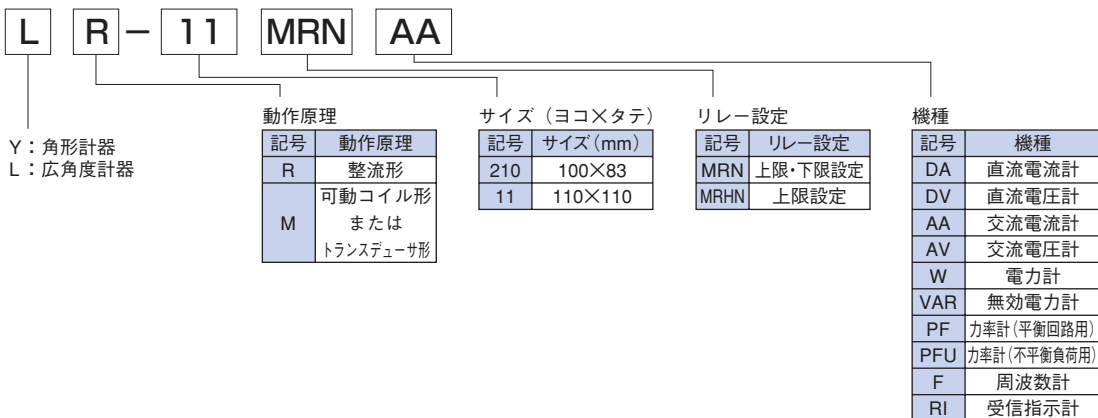 L R − 11 MRN AA
Y：角形計器
L：広角度計器
動作原理
記号 動作原理
R 整流形
M 可動コイル形
または
トランスデューサ形
サイズ（ヨコ×タテ）
記号 サイズ(mm)
210 100×83
11 110×110
リレー設定
記号 リレー設定
MRN 上限･下限設定
MRHN 上限設定
機種
記号 機種
DA 直流電流計
DV 直流電圧計
AA 交流電流計
AV 交流電圧計
W 電力計
VAR 無効電力計
PF 力率計(平衡回路用)
PFU 力率計(不平衡負荷用)
F 周波数計
RI 受信指示計